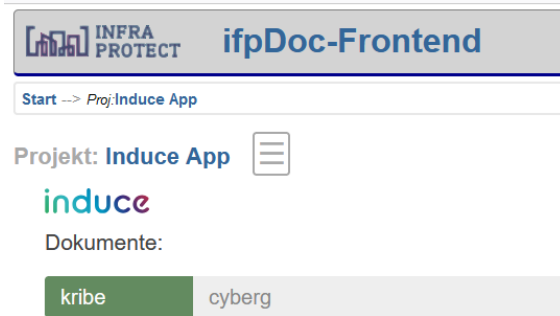 INFRA
PROTECT ifpDoc-Frontend
Start --> Proj:Induce App
Projekt: Induce App
induce
Dokumente:
kribe cyberg